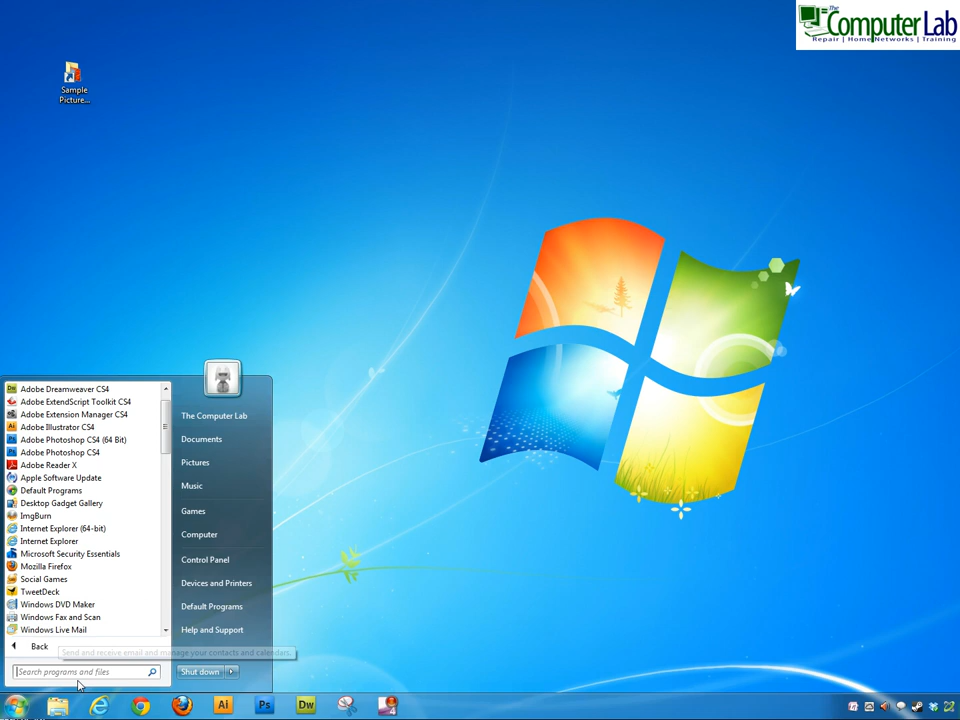 The
ComputerLab
Repair | Home Networks | Training
Sample
Picture...
Adobe Dreamweaver CS4
Adobe ExtendScript Toolkit CS4
Adobe Extension Manager CS4
Adobe Illustrator CS4
Adobe Photoshop CS4 (64 Bit)
Adobe Photoshop CS4
Adobe Reader X
Apple Software Update
Default Programs
Desktop Gadget Gallery
ImgBurn
Internet Explorer (64-bit)
Internet Explorer
Microsoft Security Essentials
Mozilla Firefox
Social Games
TweetDeck
Windows DVD Maker
Windows Fax and Scan
Windows Live Mail
Back
Send and receive email and manage your contacts and calendars.
Search programs and files
The Computer Lab
Documents
Pictures
Music
Games
Computer
Control Panel
Devices and Printers
Default Programs
Help and Support
Shut down
Ai
Ps
Dw